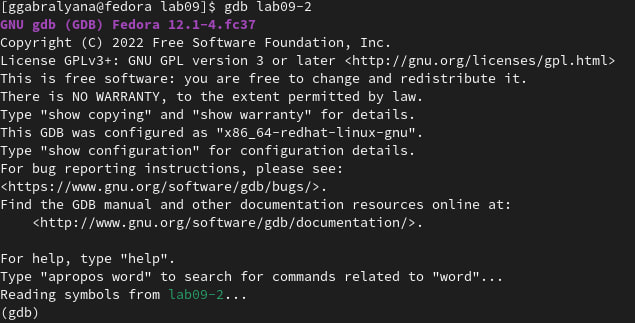 [ggabralyana@fedora lab09]$ gdb lab09-2
GNU gdb (GDB) Fedora 12.1-4.fc37
Copyright (C) 2022 Free Software Foundation, Inc.
License GPLv3+: GNU GPL version 3 or later <http://gnu.org/licenses/gpl.html>
This is free software: you are free to change and redistribute it.
There is NO WARRANTY, to the extent permitted by law.
Type "show copying" and "show warranty" for details.
This GDB was configured as "x86_64-redhat-linux-gnu".
Type "show configuration" for configuration details.
For bug reporting instructions, please see:
<https://www.gnu.org/software/gdb/bugs/>.
Find the GDB manual and other documentation resources online at:
    <http://www.gnu.org/software/gdb/documentation/>.

For help, type "help".
Type "apropos word" to search for commands related to "word"...
Reading symbols from lab09-2...
(gdb)